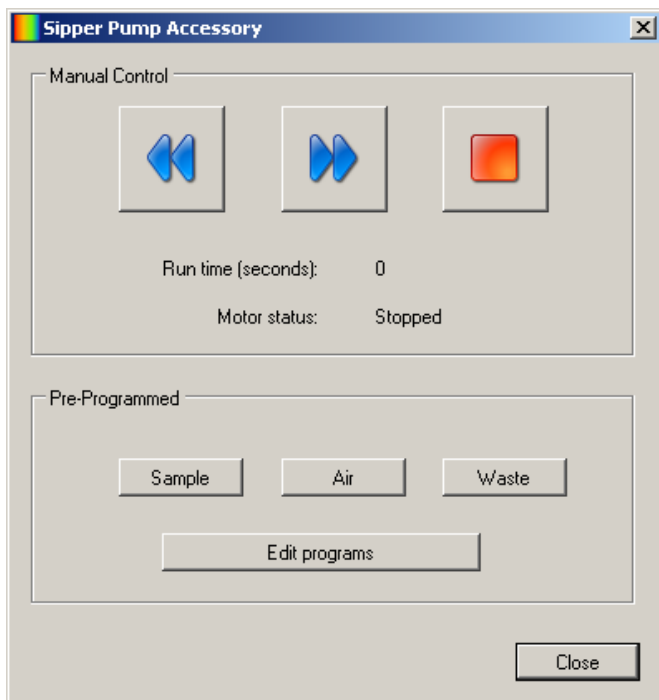 Sipper Pump Accessory
Manual Control
Run time (seconds): 0
Motor status: Stopped
Pre-Programmed
Sample Air Waste
Edit programs
Close